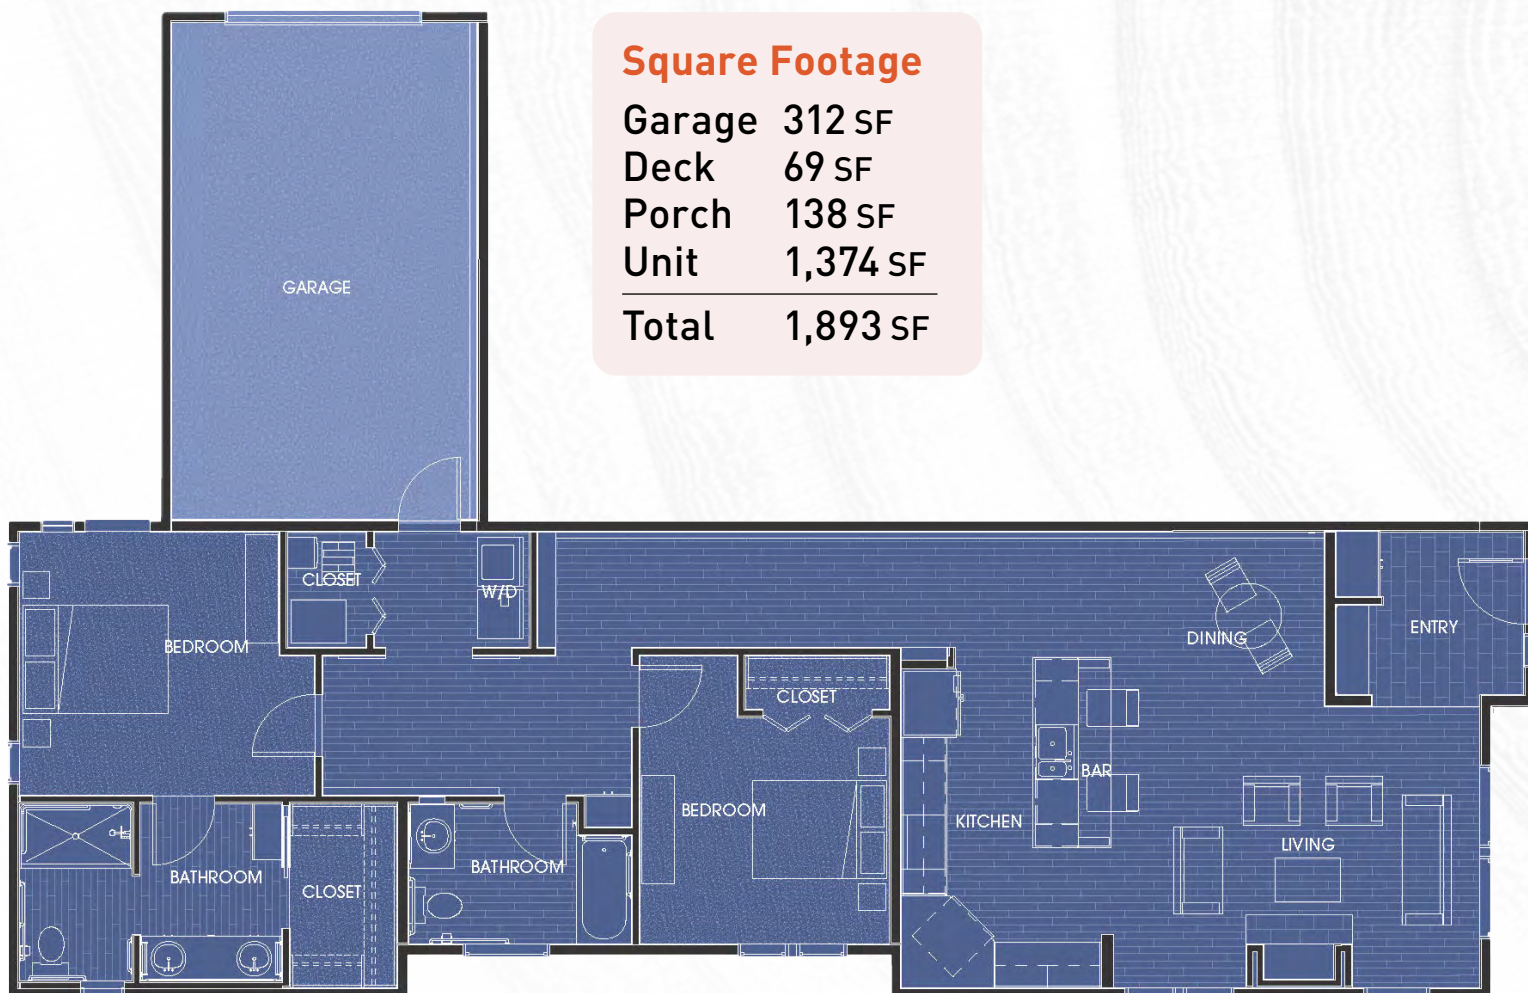 Square Footage
Garage 312 SF
Deck 69 SF
Porch 138 SF
Unit 1,374 SF
Total 1,893 SF
GARAGE
CLOSET
W/D
BEDROOM
DINING
ENTRY
CLOSET
BAR
BEDROOM
KITCHEN
LIVING
BATHROOM
BATHROOM
CLOSET